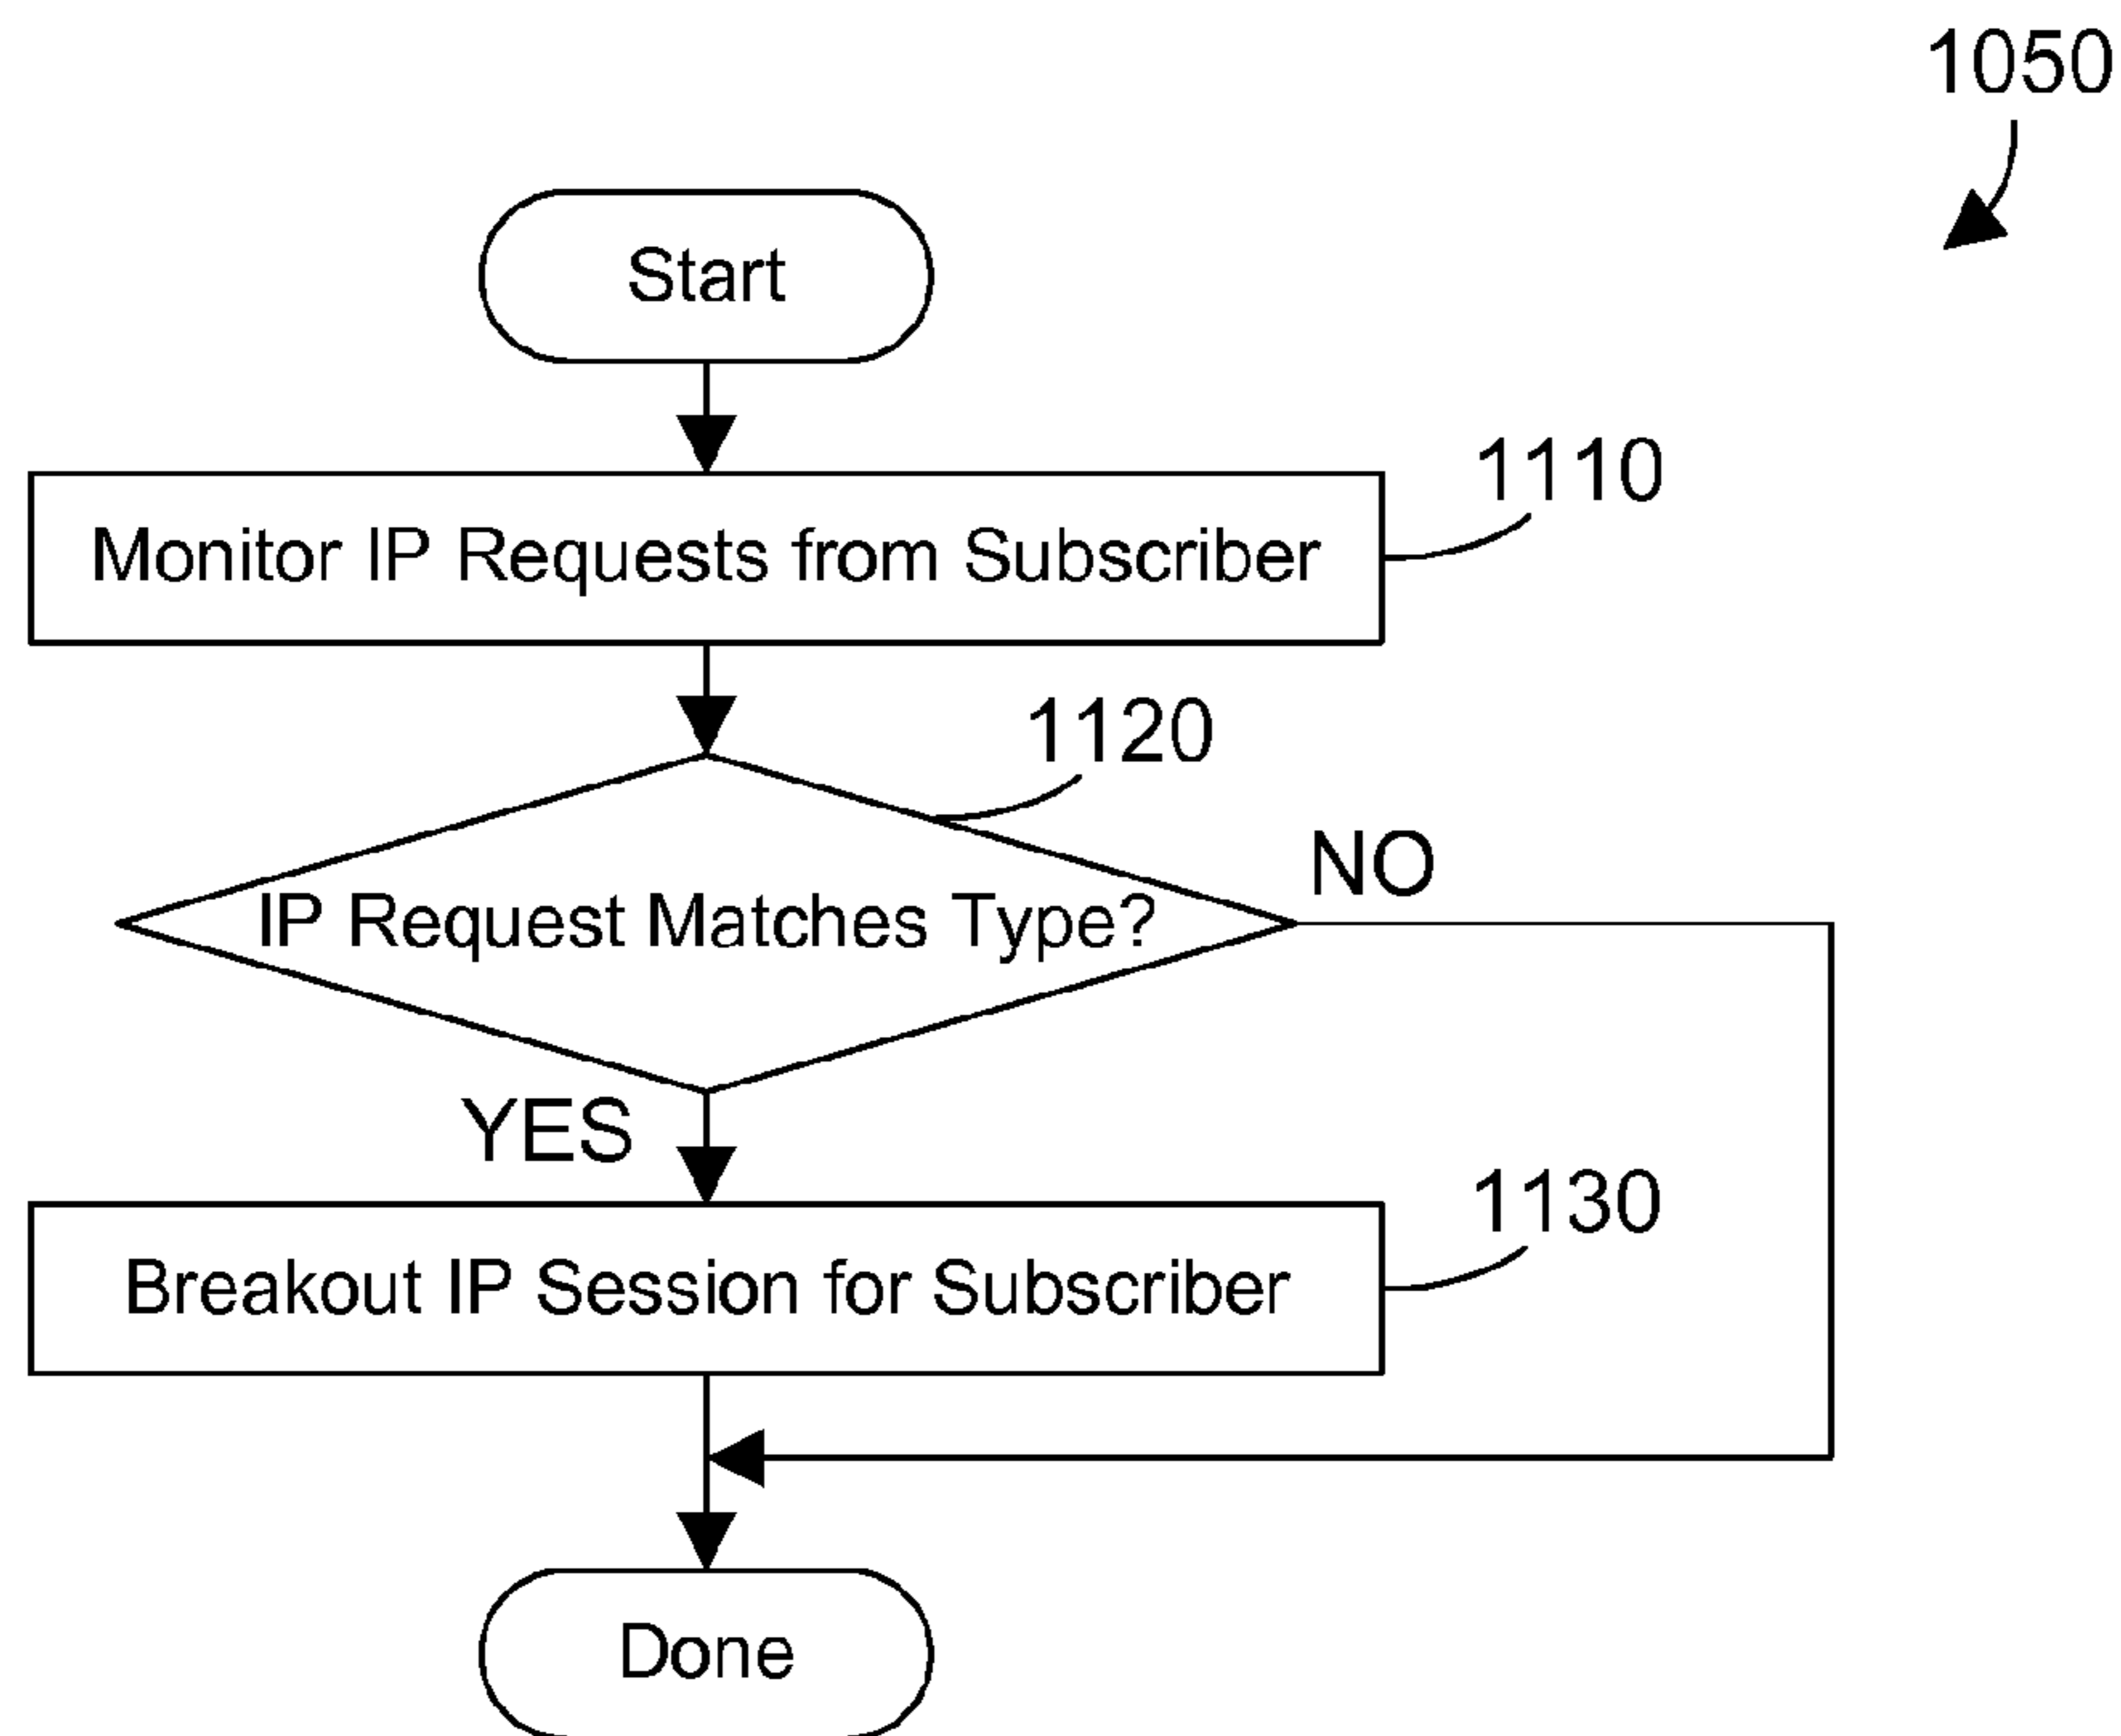 1050
Start
Monitor IP Requests from Subscriber
1110
1120
IP Request Matches Type?
NO
YES
Breakout IP Session for Subscriber
1130
Done